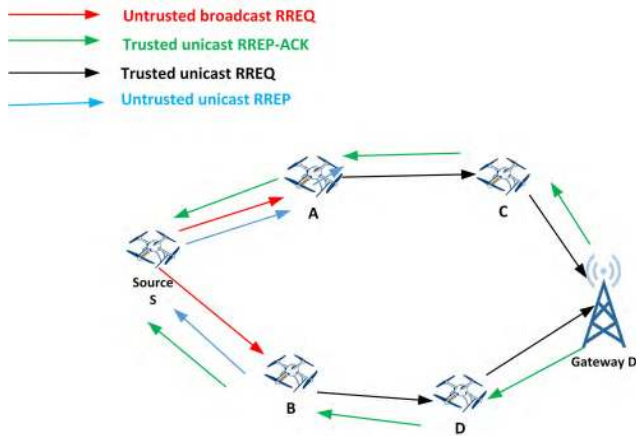 Untrusted broadcast RREQ
Trusted unicast RREP-ACK
Trusted unicast RREQ
Untrusted unicast RREP
A
C
Source
S
Gateway D
B
D